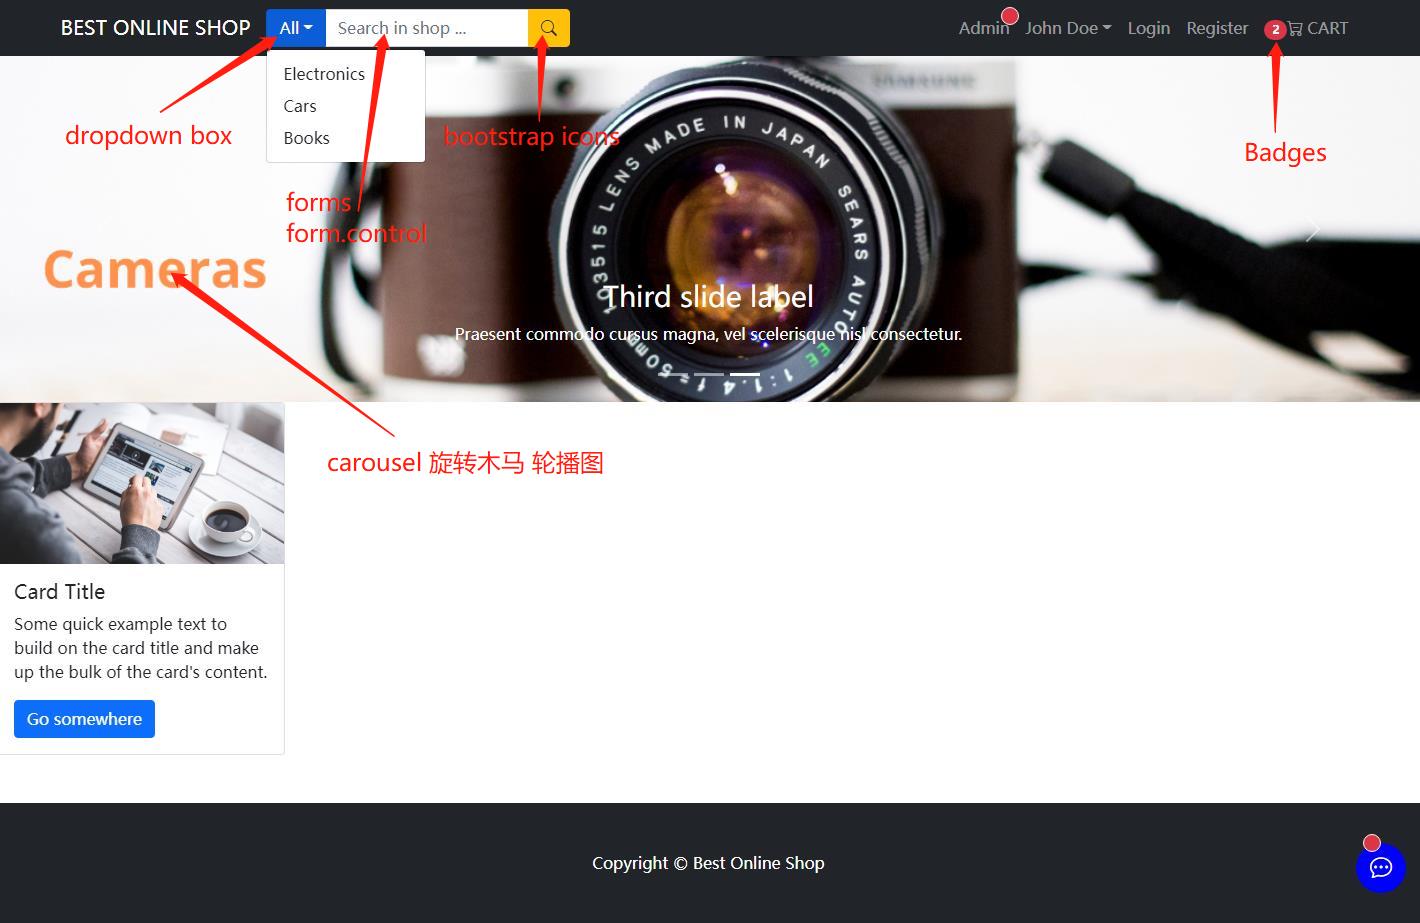 BEST ONLINE SHOP
All
Search in shop ...
Admin
John Doe
Login
Register
2
CART
Electronics
Cars
Books
dropdown box
bootstrap icons
Badges
forms
form.control
SAMSUNG
103515 LENS MADE IN JAPAN SEARS AUTO
EE
1:1.4 f=50mm
Cameras
Third slide label
Praesent commodo cursus magna, vel scelerisque nisl consectetur.
carousel 旋转木马 轮播图
Card Title
Some quick example text to
build on the card title and make
up the bulk of the card's content.
Go somewhere
Copyright © Best Online Shop